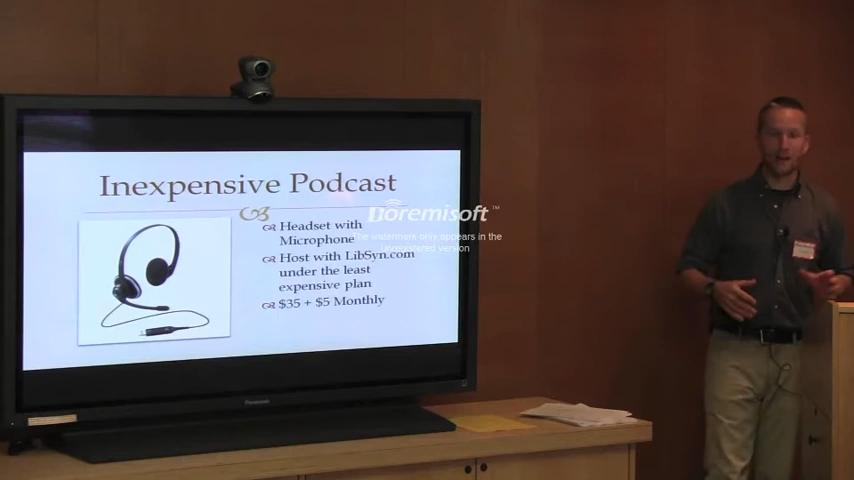 Inexpensive Podcast
Headset with
Microphone
Host with LibSyn.com
under the least
expensive plan
$35 + $5 Monthly
Doremisoft™
The watermark only appears in the
unregistered version
Panasonic